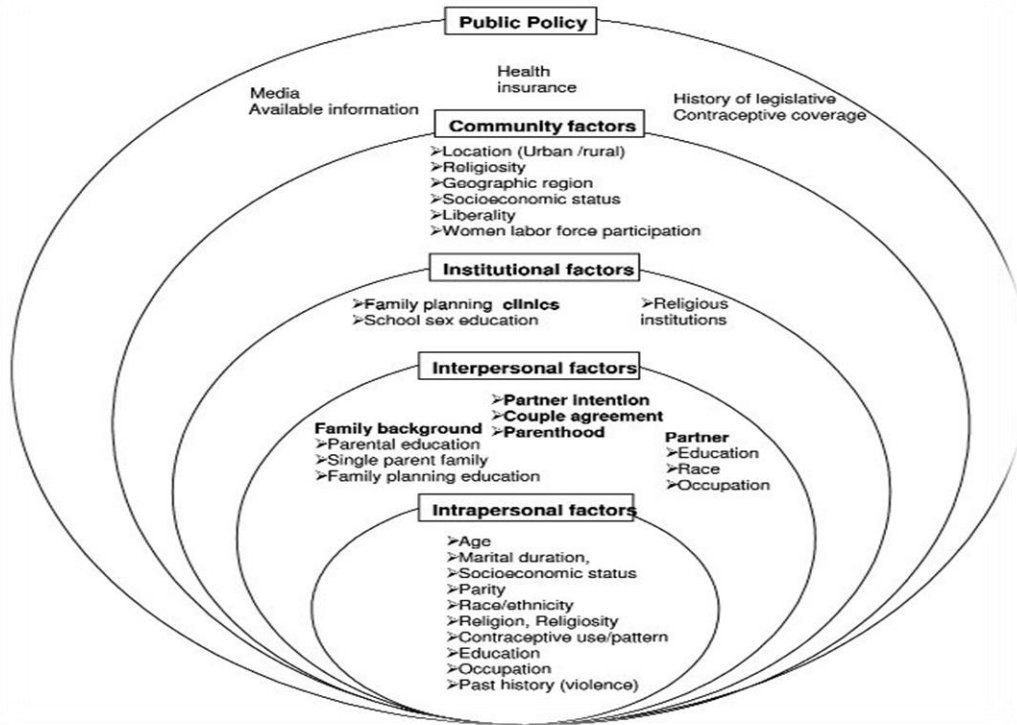 Public Policy
Health
insurance
Media
Available information
History of legislative
Contraceptive coverage
Community factors
➢Location (Urban /rural)
➢Religiosity
➢Geographic region
➢Socioeconomic status
➢Liberality
➢Women labor force participation
Institutional factors
➢Family planning clinics
➢School sex education
➢Religious
institutions
Interpersonal factors
➢Partner intention
➢Couple agreement
➢Parenthood
Family background
➢Parental education
➢Single parent family
➢Family planning education
Partner
➢Education
➢Race
➢Occupation
Intrapersonal factors
➢Age
➢Marital duration,
➢Socioeconomic status
➢Parity
➢Race/ethnicity
➢Religion, Religiosity
➢Contraceptive use/pattern
➢Education
➢Occupation
➢Past history (violence)